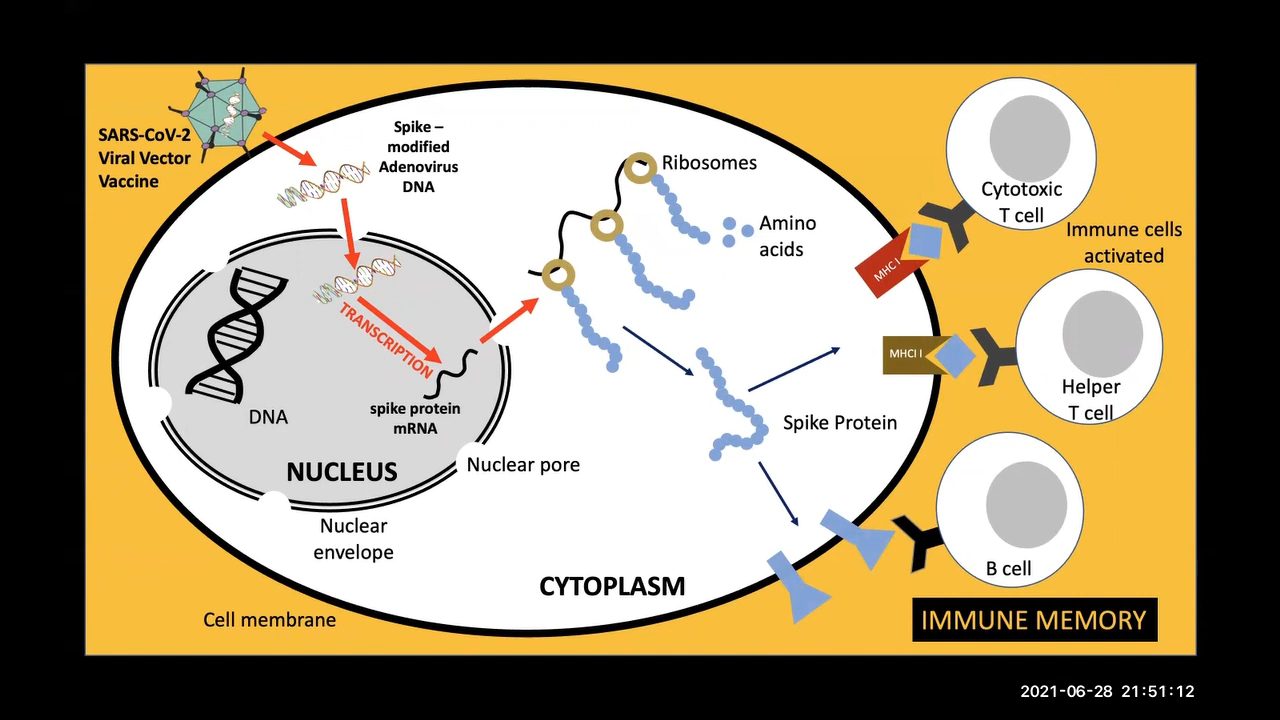 SARS-CoV-2
Viral Vector
Vaccine
Spike –
modified
Adenovirus
DNA
Ribosomes
Amino
acids
Cytotoxic
T cell
Immune cells
activated
MHC I
MHCI I
Helper
T cell
TRANSCRIPTION
DNA
spike protein
mRNA
Spike Protein
NUCLEUS
Nuclear pore
Nuclear
envelope
CYTOPLASM
B cell
Cell membrane
IMMUNE MEMORY
2021-06-28 21:51:12